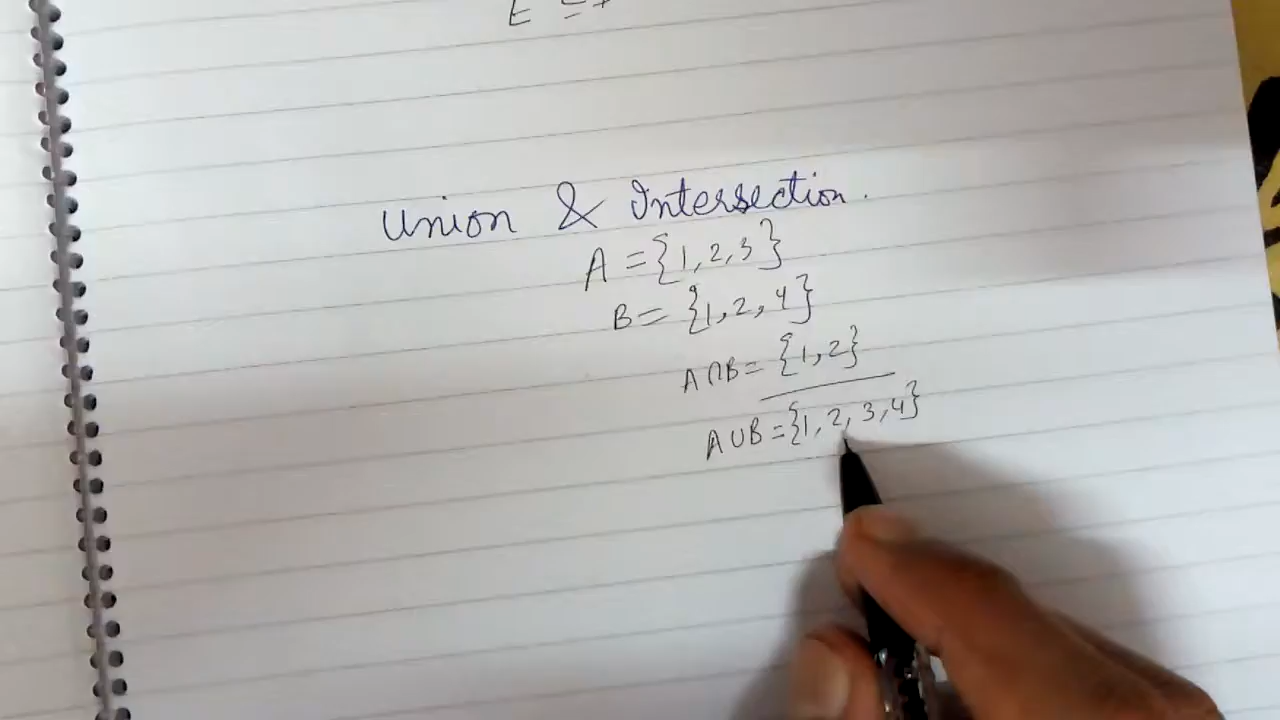 E
Union & Intersection.
A = {1, 2, 3}
B = {1, 2, 4}
A ∩ B = {1, 2}
A ∪ B = {1, 2, 3, 4}